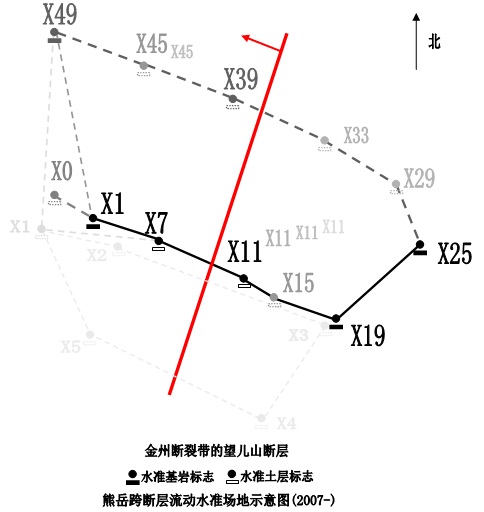 X49
X45 X45
北
X39
X33
X0
X29
X1
X7
X1
X11
X11 X11 X11
X2
X25
X15
X19
X3
X5
X4
金州断裂带的望儿山断层
水准基岩标志 水准土层标志
熊岳跨断层流动水准场地示意图(2007-)